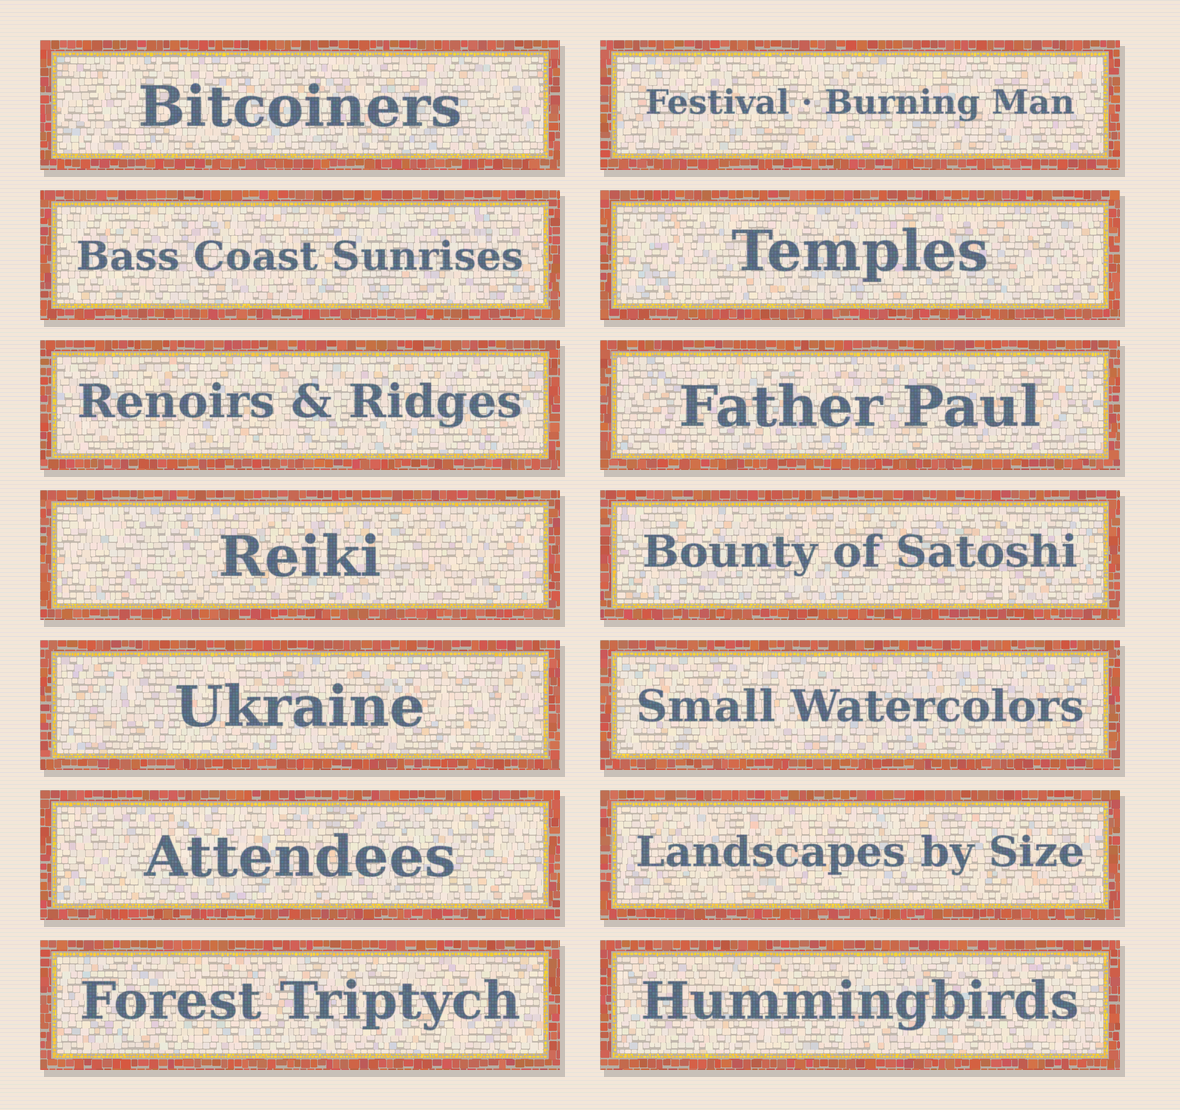 Bitcoiners
Festival · Burning Man
Bass Coast Sunrises
Temples
Renoirs & Ridges
Father Paul
Reiki
Bounty of Satoshi
Ukraine
Small Watercolors
Attendees
Landscapes by Size
Forest Triptych
Hummingbirds